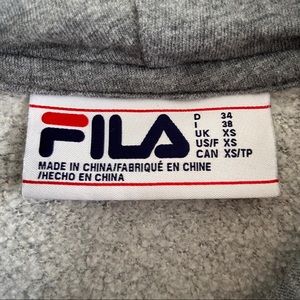 FILA
D 34
I 38
UK XS
US/F XS
CAN XS/TP
MADE IN CHINA/FABRIQUÉ EN CHINE
/HECHO EN CHINA